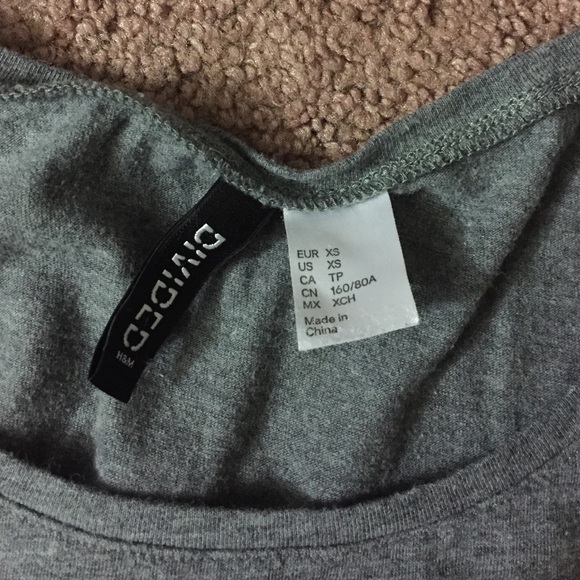 DIVIDED
H&M
EUR XS
US XS
CA TP
CN 160/80A
MX XCH
Made in
China